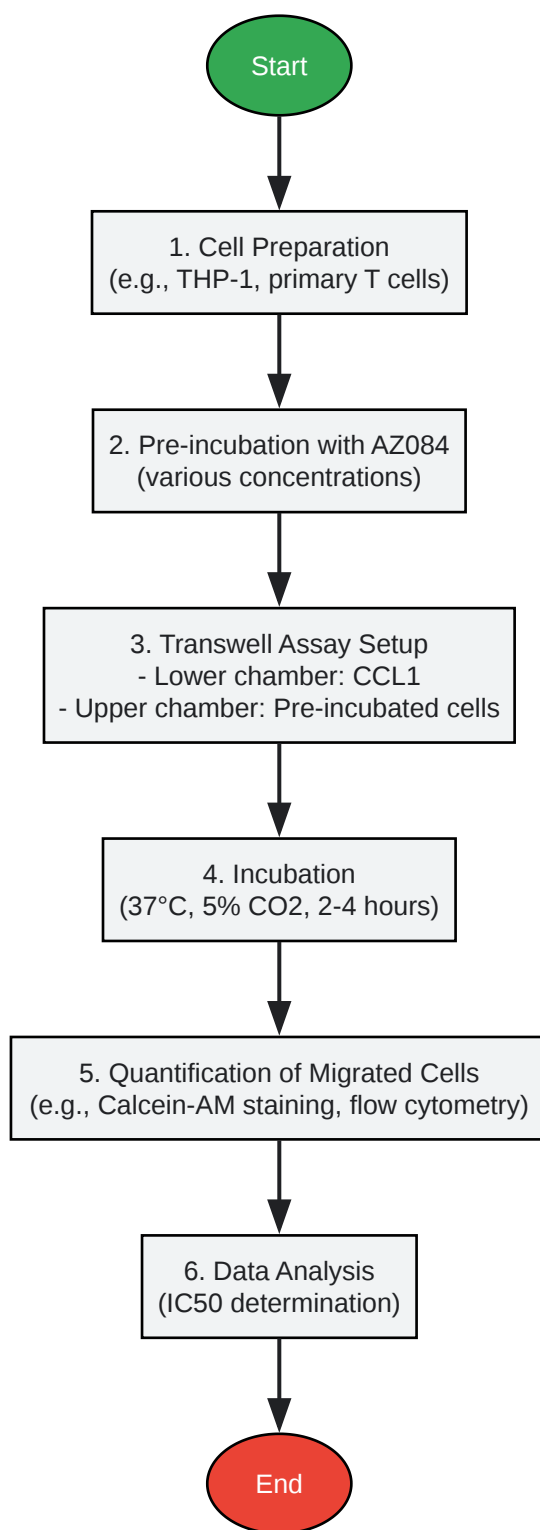 Start
1. Cell Preparation
(e.g., THP-1, primary T cells)
2. Pre-incubation with AZ084
(various concentrations)
3. Transwell Assay Setup
- Lower chamber: CCL1
- Upper chamber: Pre-incubated cells
4. Incubation
(37°C, 5% CO2, 2-4 hours)
5. Quantification of Migrated Cells
(e.g., Calcein-AM staining, flow cytometry)
6. Data Analysis
(IC50 determination)
End